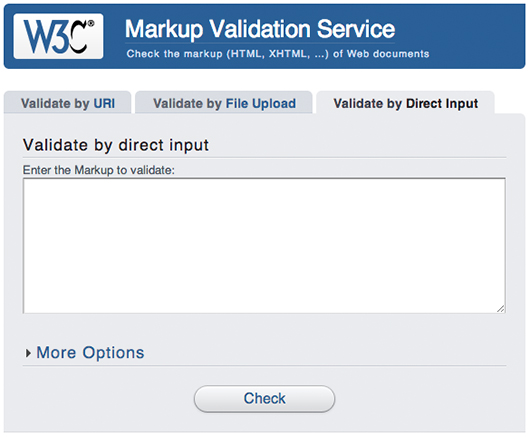 W3C® Markup Validation Service
Check the markup (HTML, XHTML, ...) of Web documents
Validate by URI Validate by File Upload Validate by Direct Input
Validate by direct input
Enter the Markup to validate:
More Options
Check